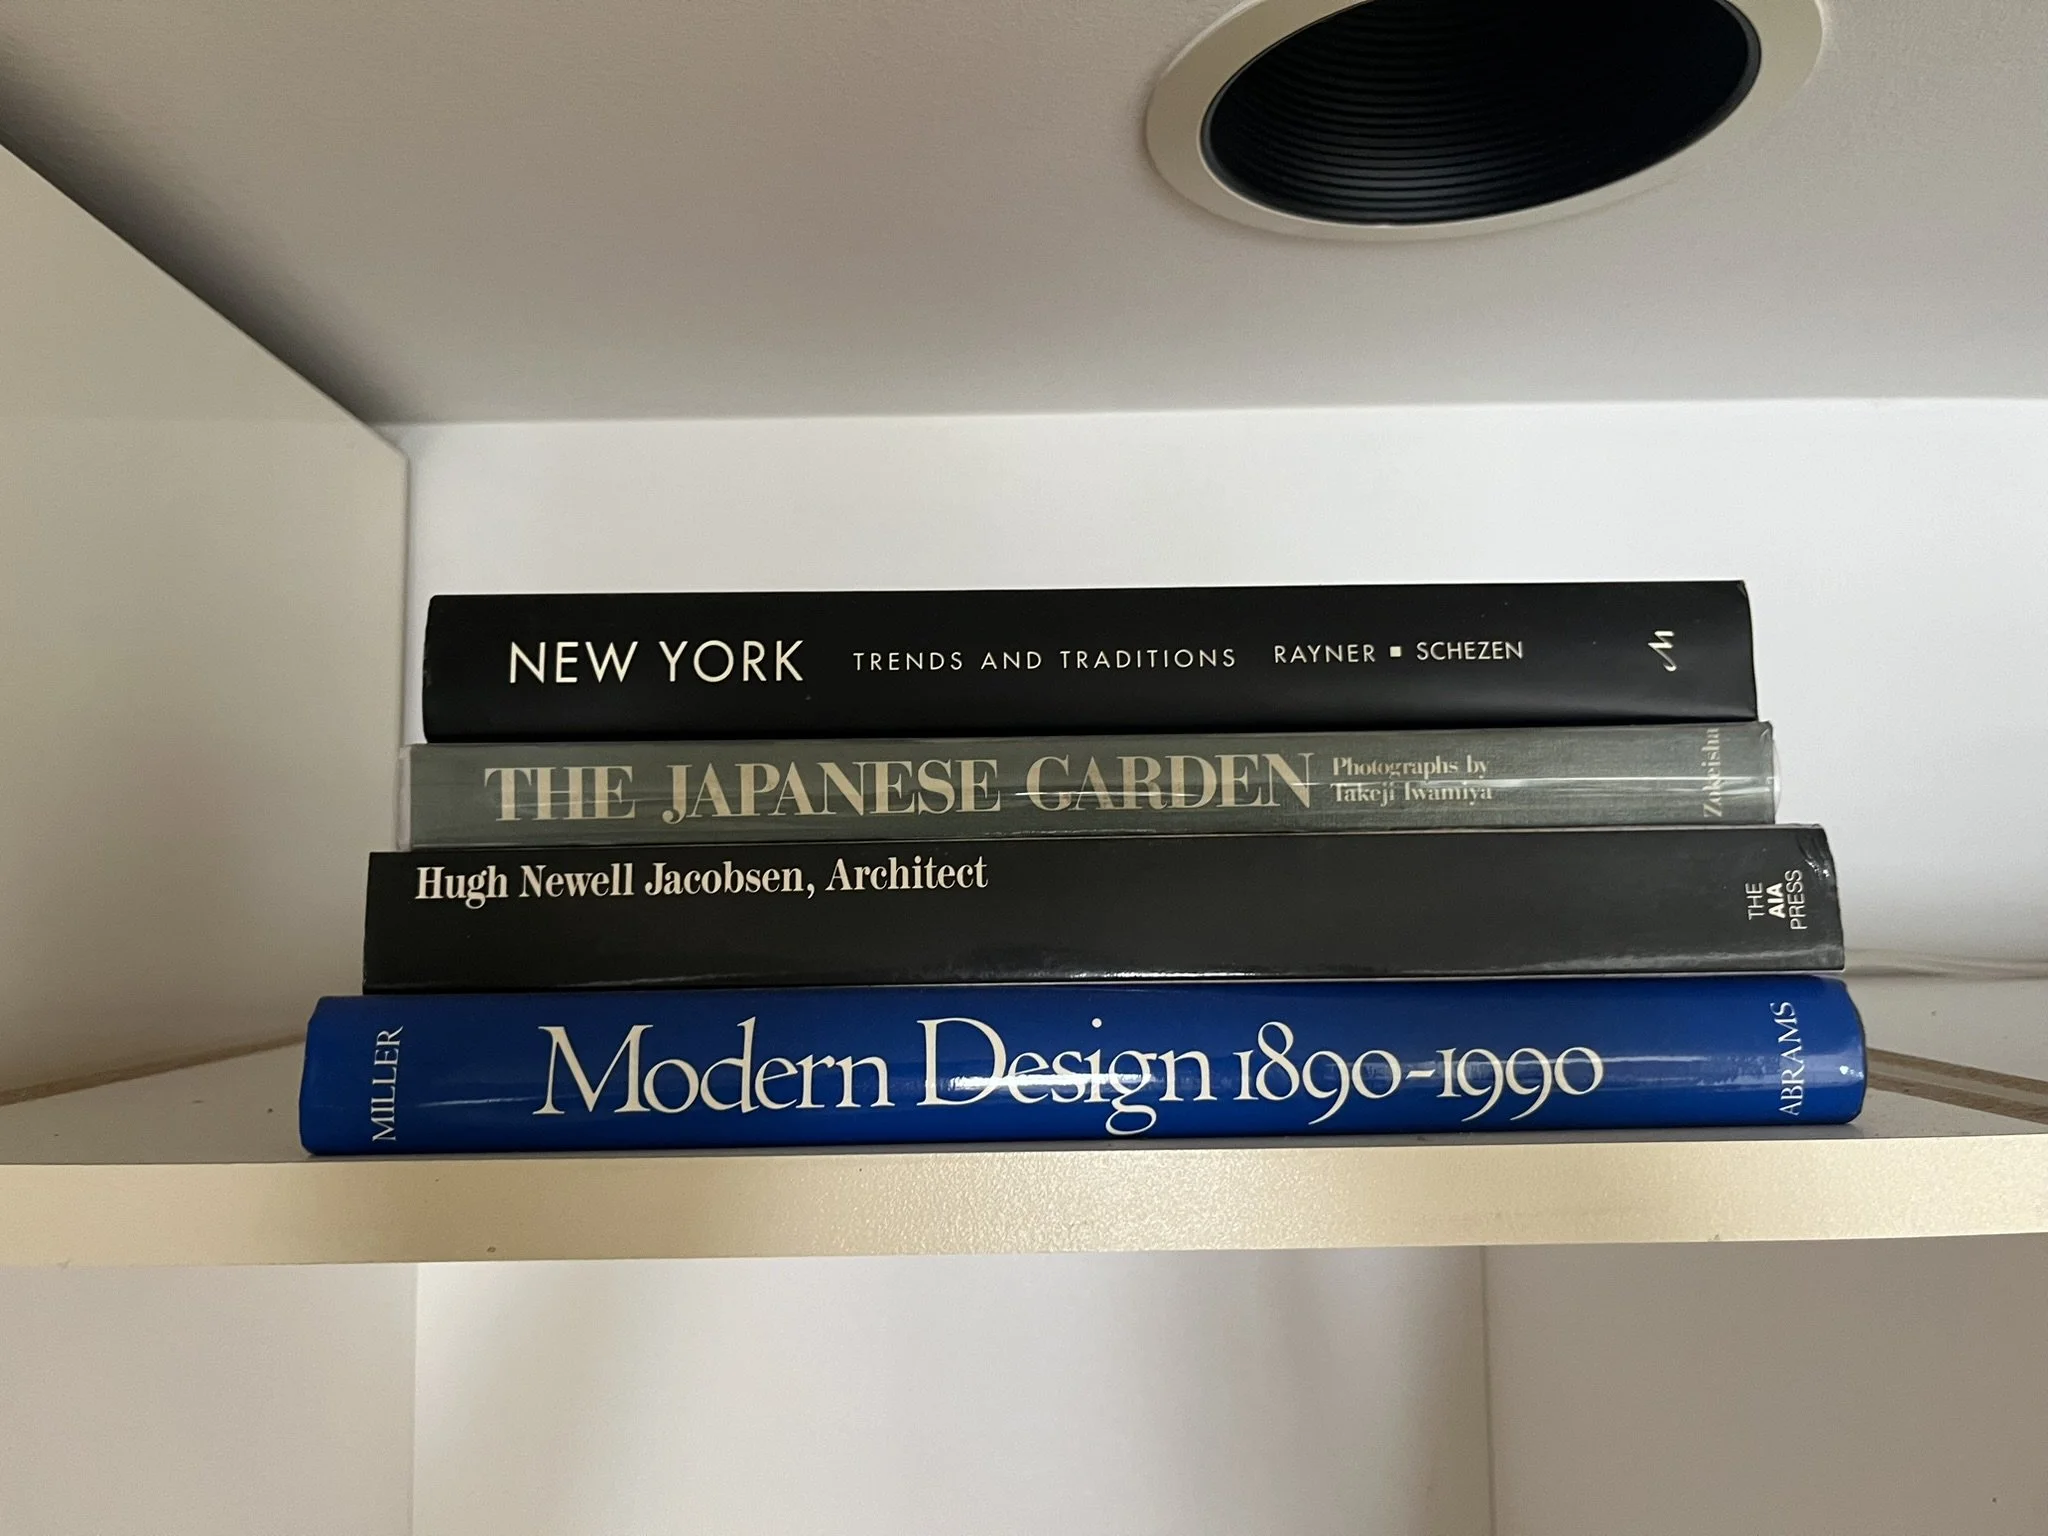 NEW YORK TRENDS AND TRADITIONS RAYNER ▪ SCHEZEN M
THE JAPANESE GARDEN Photographs by
Takeji Iwamiya
Zokeisha
Hugh Newell Jacobsen, Architect
THE
AIA
PRESS
MILLER Modern Design 1890-1990 ABRAMS